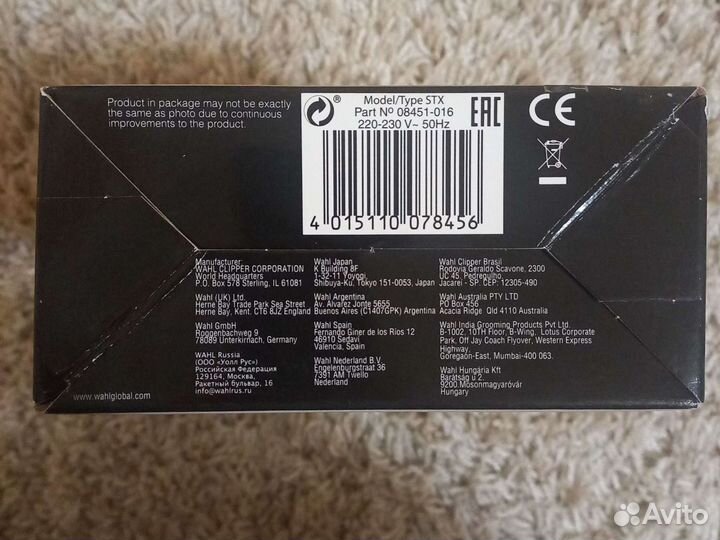 Product in package may not be exactly
the same as photo due to continuous
improvements to the product.
®
Model/Type STX
Part № 08451-016
220-230 V~ 50Hz
EAC
CE
4 015110 078456
Manufacturer:
WAHL CLIPPER CORPORATION
World Headquarters
P.O. Box 578 Sterling, IL 61081
Wahl (UK) Ltd.
Herne Bay Trade Park Sea Street
Herne Bay, Kent. CT6 8JZ England
Wahl GmbH
Roggenbachweg 9
78089 Unterkirnach, Germany
WAHL Russia
(ООО «Уолл Рус»)
Российская Федерация
129164, Москва,
Ракетный бульвар, 16
info@wahlrus.ru
Wahl Japan
K Building 8F
1-32-11 Yoyogi,
Shibuya-Ku, Tokyo 151-0053, Japan
Wahl Argentina
Av. Alvarez Jonte 5655
Buenos Aires (C1407GPK) Argentina
Wahl Spain
Fernando Giner de los Rios 12
46910 Sedavi
Valencia, Spain
Wahl Nederland B.V.
Engelenburgstraat 36
7391 AM Twello
Nederland
Wahl Clipper Brasil
Rodovia Geraldo Scavone, 2300
UC 45, Pedregulho,
Jacarei - SP. CEP: 12305-490
Wahl Australia PTY LTD
PO Box 456
Acacia Ridge Qld 4110 Australia
Wahl India Grooming Products Pvt Ltd.
B-1002, 10TH Floor, B-Wing, Lotus Corporate
Park, Off Jay Coach Flyover, Western Express
Highway,
Goregaon-East, Mumbai-400 063.
Wahl Hungária Kft
Barátság u 2.
9200.Mosonmagyaróvár
Hungary
www.wahlglobal.com
Avito